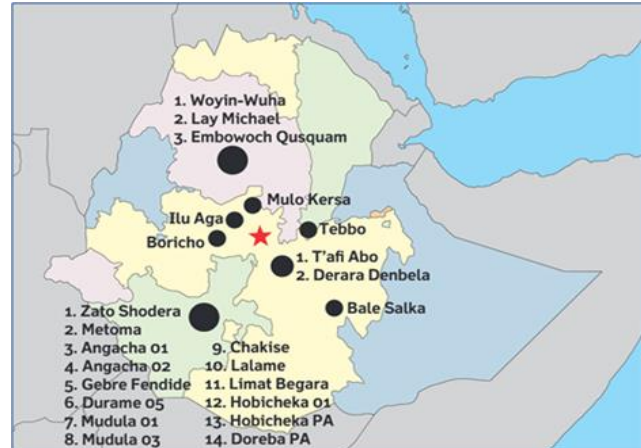 1. Woyin-Wuha
2. Lay Michael
3. Embowoch Qusquam
Mulo Kersa
Ilu Aga
Tebbo
Boricho
1. T'afi Abo
2. Derara Denbela
Bale Salka
1. Zato Shodera
2. Metoma
3. Angacha 01
4. Angacha 02
5. Gebre Fendide
6. Durame 05
7. Mudula 01
8. Mudula 03
9. Chakise
10. Lalame
11. Limat Begara
12. Hobicheka 01
13. Hobicheka PA
14. Doreba PA